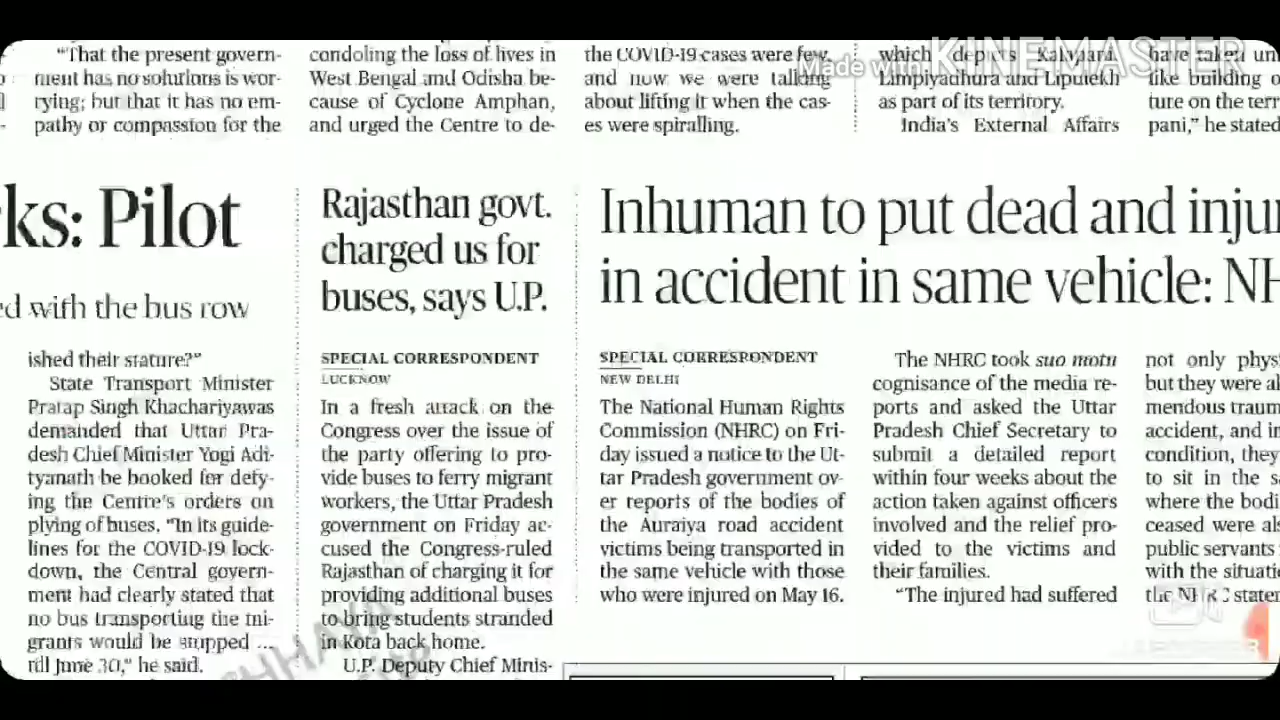 Made with KINEMASTER
"That the present govern-
ment has no solutions is wor-
rying; but that it has no em-
pathy or compassion for the
condoling the loss of lives in
West Bengal and Odisha be-
cause of Cyclone Amphan,
and urged the Centre to de-
the COVID-19 cases were few,
and now we were talking
about lifting it when the cas-
es were spiralling.
which depicts Kalapani,
Limpiyadhura and Lipulekh
as part of its territory.
India's External Affairs
have taken
like building
ture on the
pani," he stated
ks: Pilot
ed with the bus row
ished their stature?"
State Transport Minister
Pratap Singh Khachariyawas
demanded that Uttar Pra-
desh Chief Minister Yogi Adi-
tyanath be booked for defy-
ing the Centre's orders on
plying of buses. "In its guide-
lines for the COVID-19 lock-
down, the Central govern-
ment had clearly stated that
no bus transporting the mi-
grants would be stopped ...
till June 30," he said.
Rajasthan govt.
charged us for
buses, says U.P.
SPECIAL CORRESPONDENT
LUCKNOW
In a fresh attack on the
Congress over the issue of
the party offering to pro-
vide buses to ferry migrant
workers, the Uttar Pradesh
government on Friday ac-
cused the Congress-ruled
Rajasthan of charging it for
providing additional buses
to bring students stranded
in Kota back home.
U.P. Deputy Chief Minis-
Inhuman to put dead and inju
in accident in same vehicle: NH
SPECIAL CORRESPONDENT
NEW DELHI
The National Human Rights
Commission (NHRC) on Fri-
day issued a notice to the Ut-
tar Pradesh government ov-
er reports of the bodies of
the Auraiya road accident
victims being transported in
the same vehicle with those
who were injured on May 16.
The NHRC took suo motu
cognisance of the media re-
ports and asked the Uttar
Pradesh Chief Secretary to
submit a detailed report
within four weeks about the
action taken against officers
involved and the relief pro-
vided to the victims and
their families.
"The injured had suffered
not only phys
but they were al
mendous traum
accident, and in
condition, they
to sit in the s
where the bodi
ceased were als
public servants
with the situati
the NHRC state